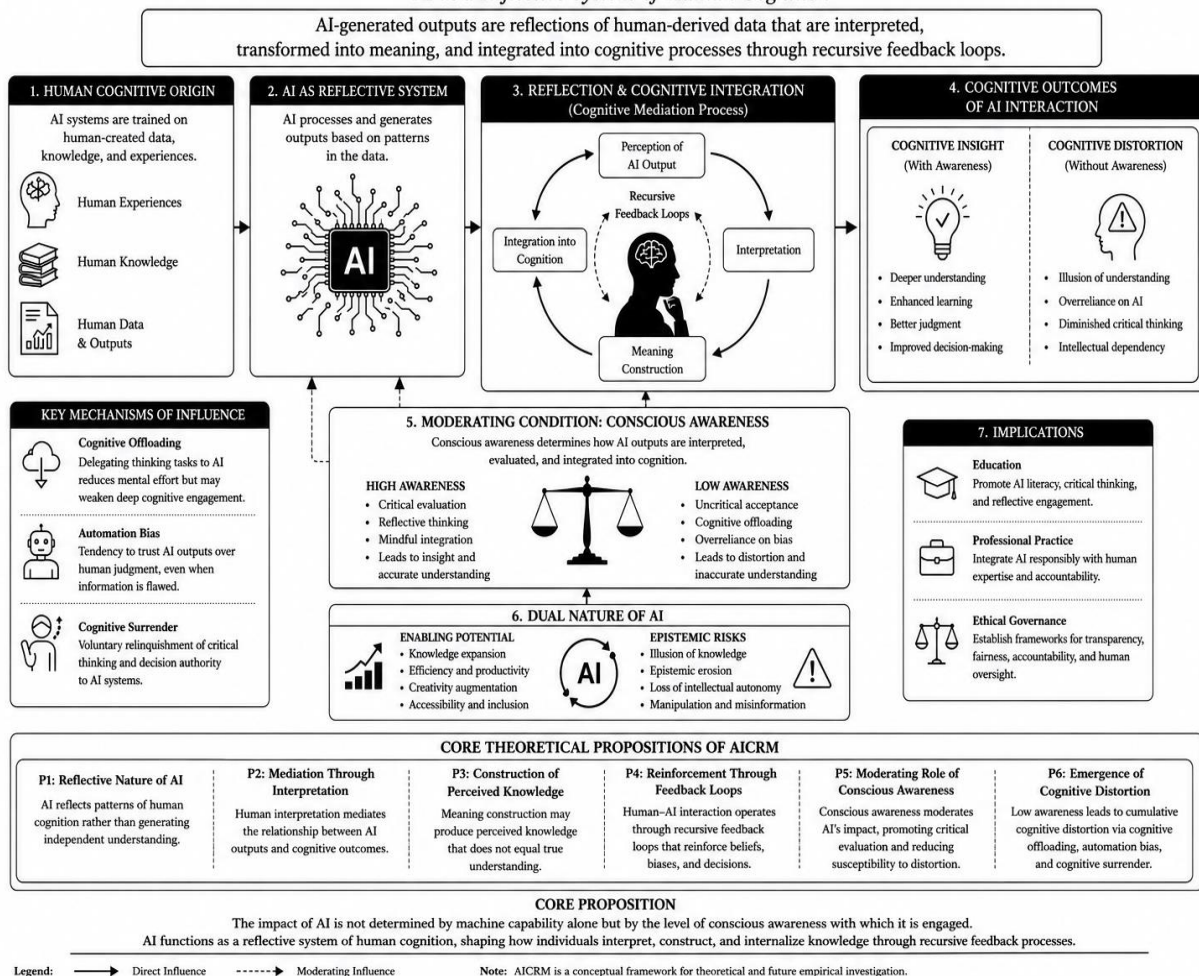 AI-generated outputs are reflections of human-derived data that are interpreted,
transformed into meaning, and integrated into cognitive processes through recursive feedback loops.
1. HUMAN COGNITIVE ORIGIN
AI systems are trained on
human-created data,
knowledge, and experiences.
Human Experiences
Human Knowledge
Human Data
& Outputs
2. AI AS REFLECTIVE SYSTEM
AI processes and generates
outputs based on patterns
in the data.
AI
3. REFLECTION & COGNITIVE INTEGRATION
(Cognitive Mediation Process)
Perception of
AI Output
Recursive
Feedback Loops
Integration into
Cognition
Interpretation
Meaning
Construction
4. COGNITIVE OUTCOMES
OF AI INTERACTION
COGNITIVE INSIGHT
(With Awareness)
• Deeper understanding
• Enhanced learning
• Better judgment
• Improved decision-making
COGNITIVE DISTORTION
(Without Awareness)
• Illusion of understanding
• Overreliance on AI
• Diminished critical thinking
• Intellectual dependency
KEY MECHANISMS OF INFLUENCE
Cognitive Offloading
Delegating thinking tasks to AI
reduces mental effort but may
weaken deep cognitive engagement.
Automation Bias
Tendency to trust AI outputs over
human judgment, even when
information is flawed.
Cognitive Surrender
Voluntary relinquishment of critical
thinking and decision authority
to AI systems.
5. MODERATING CONDITION: CONSCIOUS AWARENESS
Conscious awareness determines how AI outputs are interpreted,
evaluated, and integrated into cognition.
HIGH AWARENESS
• Critical evaluation
• Reflective thinking
• Mindful integration
• Leads to insight and
accurate understanding
LOW AWARENESS
• Uncritical acceptance
• Cognitive offloading
• Overreliance on bias
• Leads to distortion and
inaccurate understanding
6. DUAL NATURE OF AI
ENABLING POTENTIAL
• Knowledge expansion
• Efficiency and productivity
• Creativity augmentation
• Accessibility and inclusion
AI
EPISTEMIC RISKS
• Illusion of knowledge
• Epistemic erosion
• Loss of intellectual autonomy
• Manipulation and misinformation
7. IMPLICATIONS
Education
Promote AI literacy, critical thinking,
and reflective engagement.
Professional Practice
Integrate AI responsibly with human
expertise and accountability.
Ethical Governance
Establish frameworks for transparency,
fairness, accountability, and human
oversight.
CORE THEORETICAL PROPOSITIONS OF AICRM
P1: Reflective Nature of AI
AI reflects patterns of human
cognition rather than generating
independent understanding.
P2: Mediation Through
Interpretation
Human interpretation mediates
the relationship between AI
outputs and cognitive outcomes.
P3: Construction of
Perceived Knowledge
Meaning construction may
produce perceived knowledge
that does not equal true
understanding.
P4: Reinforcement Through
Feedback Loops
Human–AI interaction operates
through recursive feedback
loops that reinforce beliefs,
biases, and decisions.
P5: Moderating Role of
Conscious Awareness
Conscious awareness moderates
AI's impact, promoting critical
evaluation and reducing
susceptibility to distortion.
P6: Emergence of
Cognitive Distortion
Low awareness leads to cumulative
cognitive distortion via cognitive
offloading, automation bias,
and cognitive surrender.
CORE PROPOSITION
The impact of AI is not determined by machine capability alone but by the level of conscious awareness with which it is engaged.
AI functions as a reflective system of human cognition, shaping how individuals interpret, construct, and internalize knowledge through recursive feedback processes.
Legend: Direct Influence Moderating Influence Note: AICRM is a conceptual framework for theoretical and future empirical investigation.